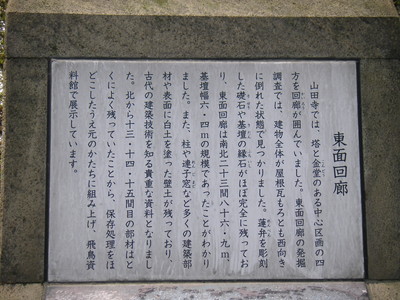 東面回廊
山田寺では、塔と金堂のある中心区画の四
方を回廊が囲んでいました。東面回廊の発掘
調査では、建物全体が屋根瓦もろとも西向き
に倒れた状態で見つかりました。蓮弁を彫刻
した礎石や基壇の縁石がほぼ完全に残ってお
り、東面回廊は南北二十三間八十六・九m、
基壇幅六・四mの規模であったことがわかり
ました。また、柱や連子窓など多くの建築部
材や表面に白土を塗った壁土が残っており、
古代の建築技術を知る貴重な資料となりまし
た。北から十三・十四・十五間目の部材はと
くによく残っていたことから、保存処理をほ
どこしたうえ元のかたちに組み上げ、飛鳥資
料館で展示しています。